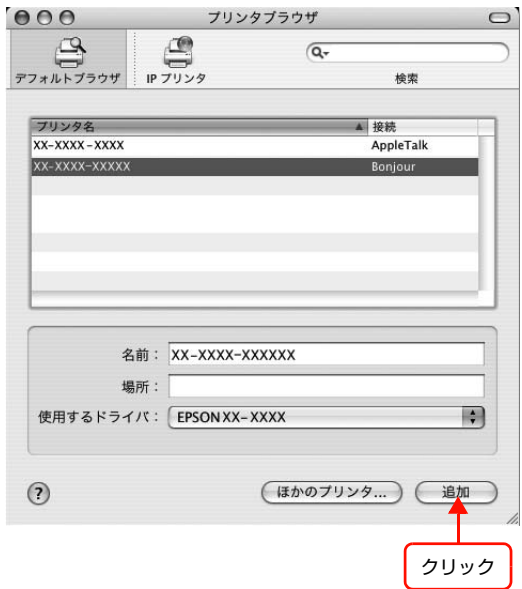 プリンタブラウザ
デフォルトブラウザ
IP プリンタ
検索
プリンタ名 接続
XX-XXXX-XXXX AppleTalk
XX-XXXX-XXXXX Bonjour
名前： XX-XXXX-XXXXXX
場所：
使用するドライバ： EPSON XX-XXXX
? ほかのプリンタ... 追加
クリック